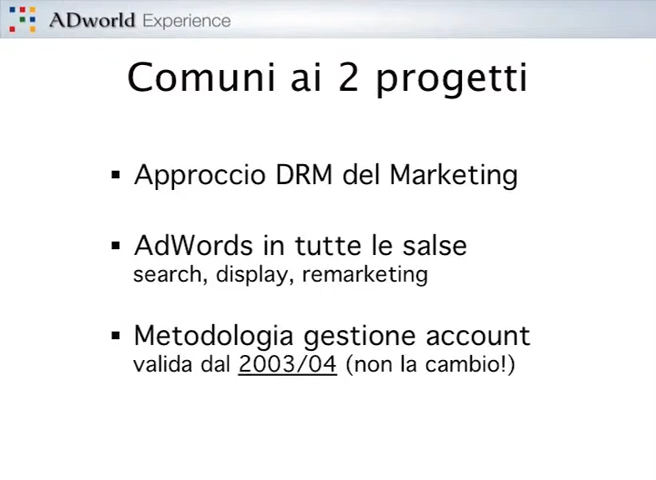 ADworld Experience
Comuni ai 2 progetti
▪ Approccio DRM del Marketing
▪ AdWords in tutte le salse
search, display, remarketing
▪ Metodologia gestione account
valida dal 2003/04 (non la cambio!)